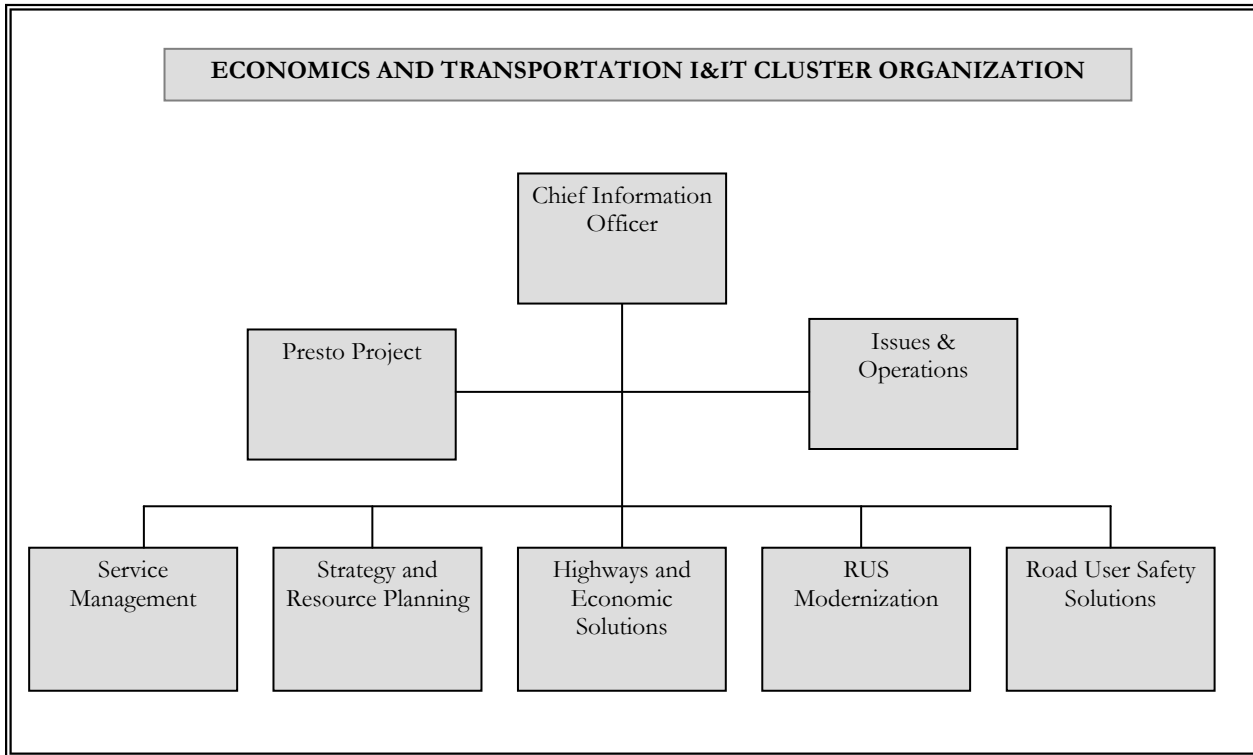 ECONOMICS AND TRANSPORTATION I&IT CLUSTER ORGANIZATION
Chief Information
Officer
Presto Project
Issues &
Operations
Service
Management
Strategy and
Resource Planning
Highways and
Economic
Solutions
RUS
Modernization
Road User Safety
Solutions